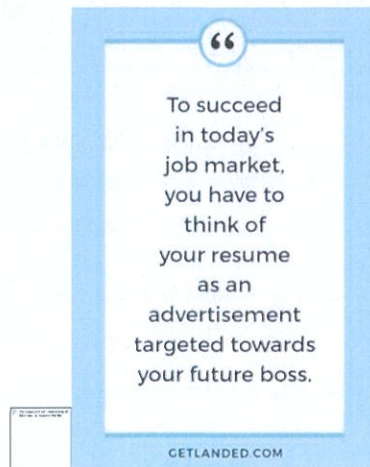 “
To succeed
in today's
job market,
you have to
think of
your resume
as an
advertisement
targeted towards
your future boss.
GETLANDED.COM